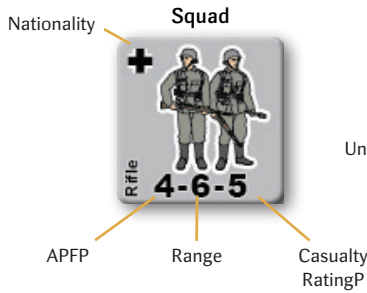 Squad
Nationality
Un
Rifle
4-6-5
APFP
Range
Casualty
RatingP